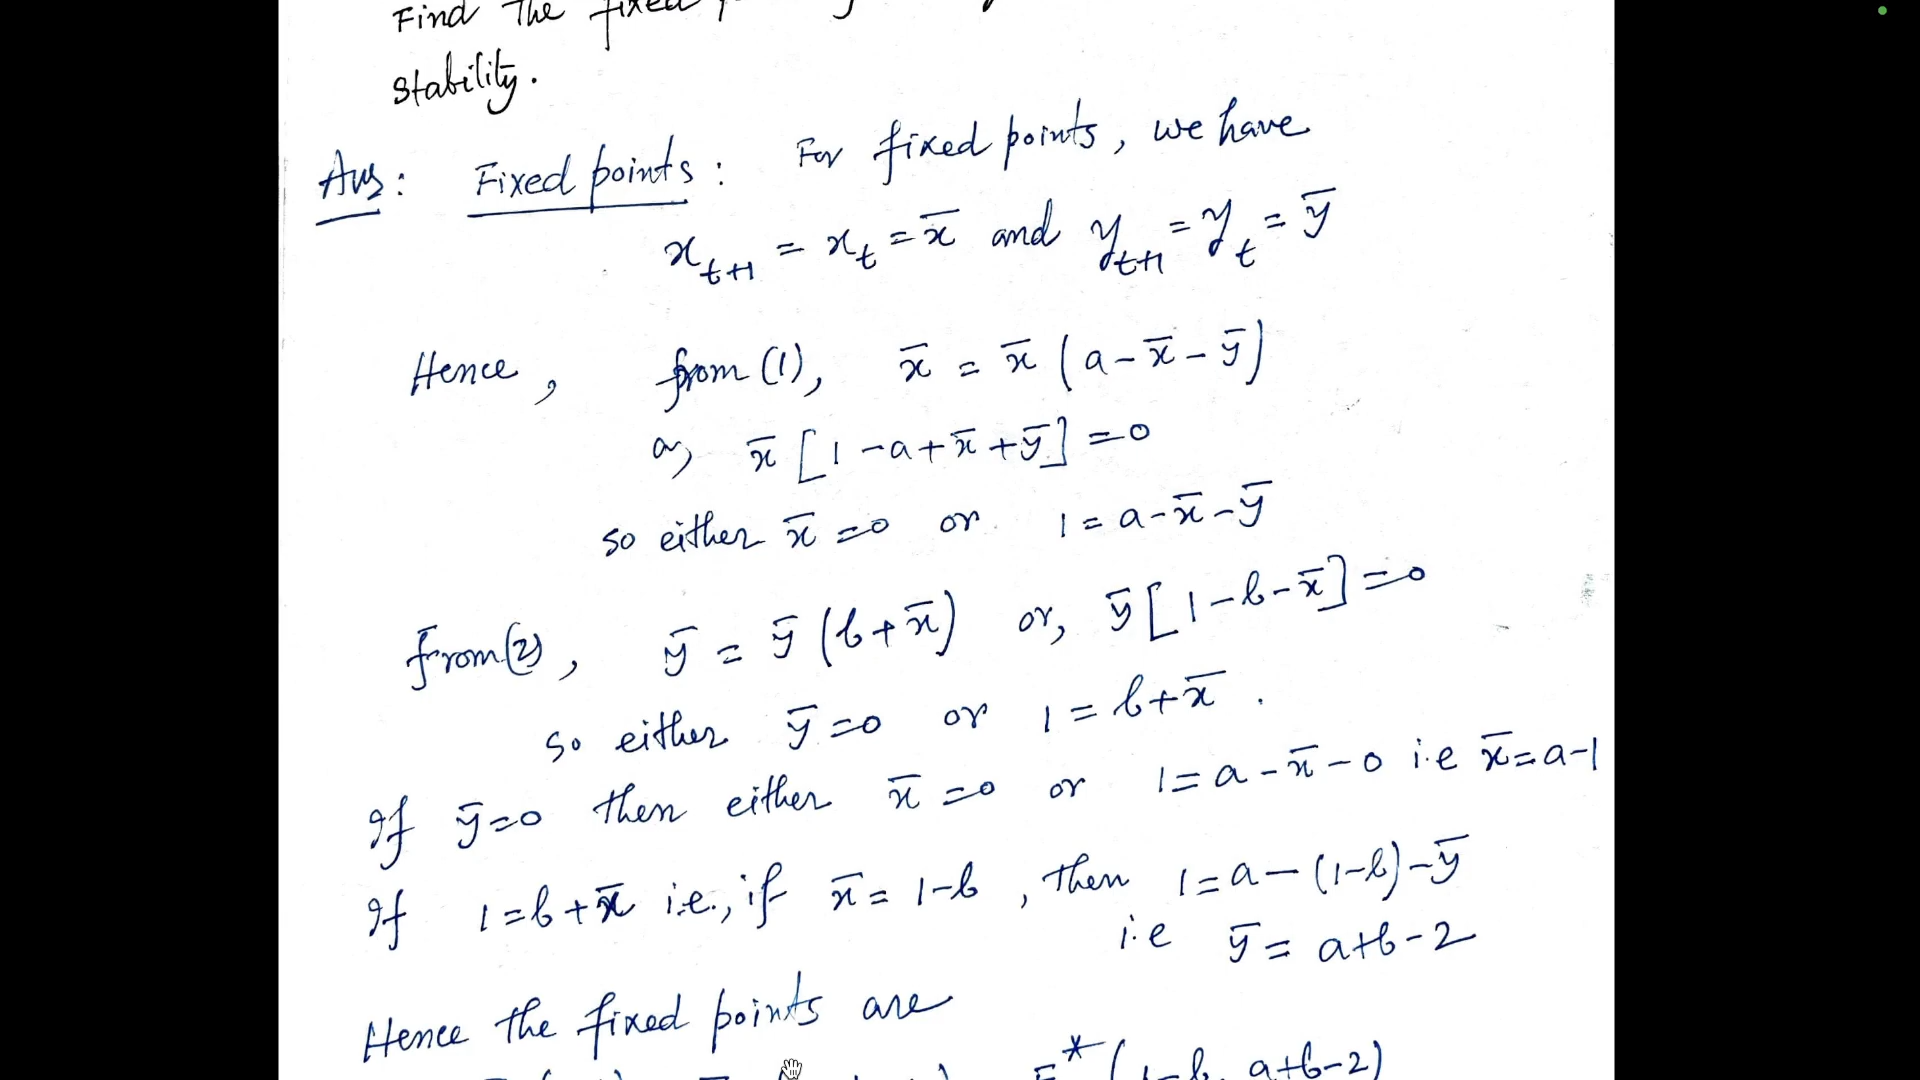 Find the fixed
stability.
Ans: Fixed points: For fixed points, we have
x̄_{t+1} = x_t = x̄ and y_{t+1} = y_t = ȳ
Hence, from (1), x̄ = x̄ (a - x̄ - ȳ)
or, x̄ [1 - a + x̄ + ȳ] = 0
so either x̄ = 0 or 1 = a - x̄ - ȳ
From (2), ȳ = ȳ (b + x̄) or, ȳ [1 - b - x̄] = 0
so either ȳ = 0 or 1 = b + x̄.
If ȳ = 0 then either x̄ = 0 or 1 = a - x̄ - 0 i.e x̄ = a - 1
If 1 = b + x̄ i.e., if x̄ = 1 - b, then 1 = a - (1 - b) - ȳ
i.e ȳ = a + b - 2
Hence the fixed points are
E* (1 - b, a + b - 2)